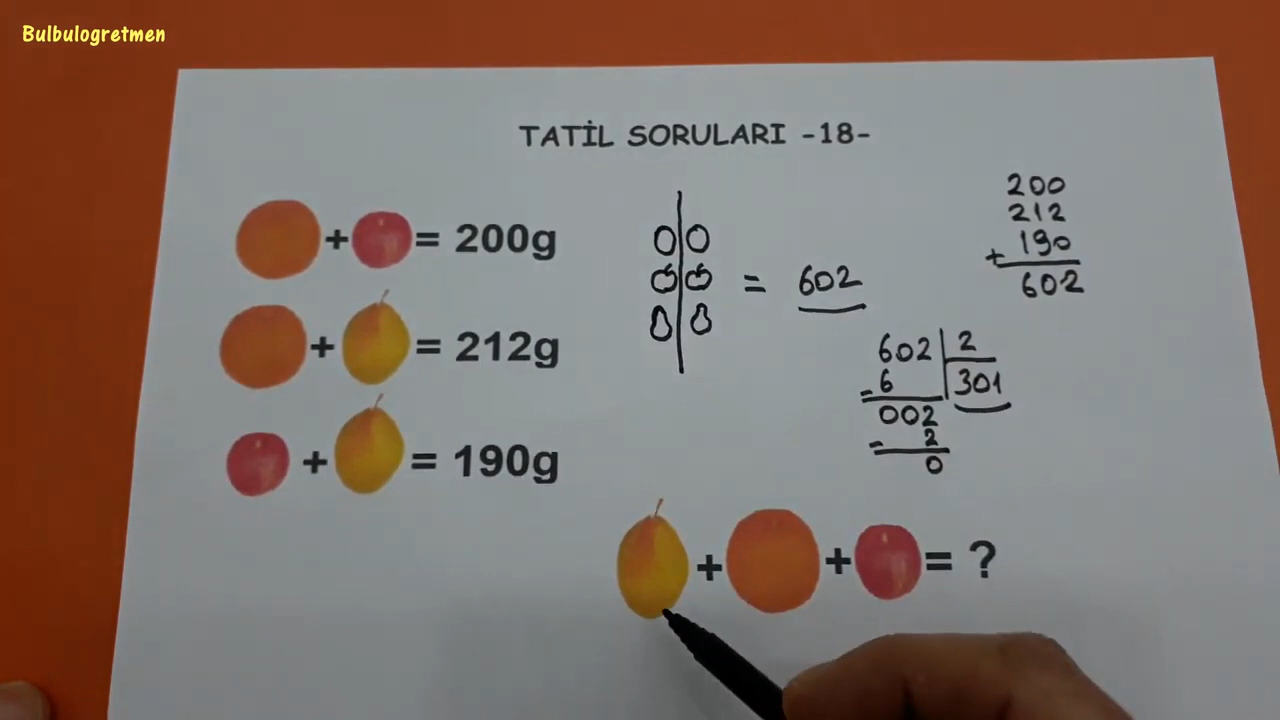 Bulbulogretmen
TATİL SORULARI -18-
+ = 200g
+ = 212g
+ = 190g
= 602
200
212
+ 190
602
602 2
- 6 301
002
- 2
0
+ + = ?